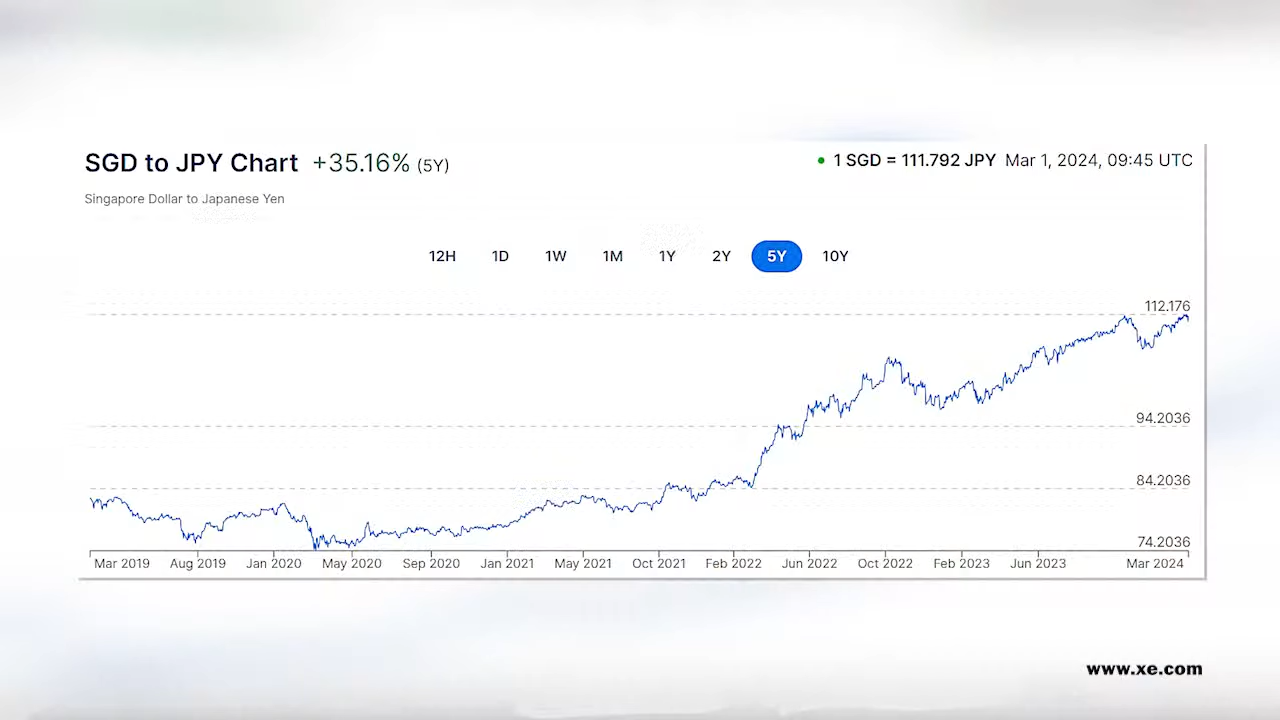 SGD to JPY Chart +35.16% (5Y)
1 SGD = 111.792 JPY Mar 1, 2024, 09:45 UTC
Singapore Dollar to Japanese Yen
12H 1D 1W 1M 1Y 2Y 5Y 10Y
112.176
94.2036
84.2036
74.2036
Mar 2019 Aug 2019 Jan 2020 May 2020 Sep 2020 Jan 2021 May 2021 Oct 2021 Feb 2022 Jun 2022 Oct 2022 Feb 2023 Jun 2023 Mar 2024
www.xe.com